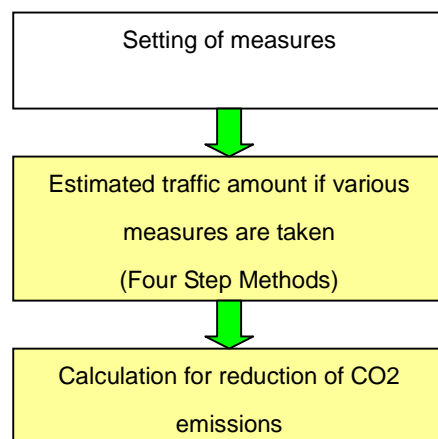 Setting of measures
Estimated traffic amount if various
measures are taken
(Four Step Methods)
Calculation for reduction of CO2
emissions